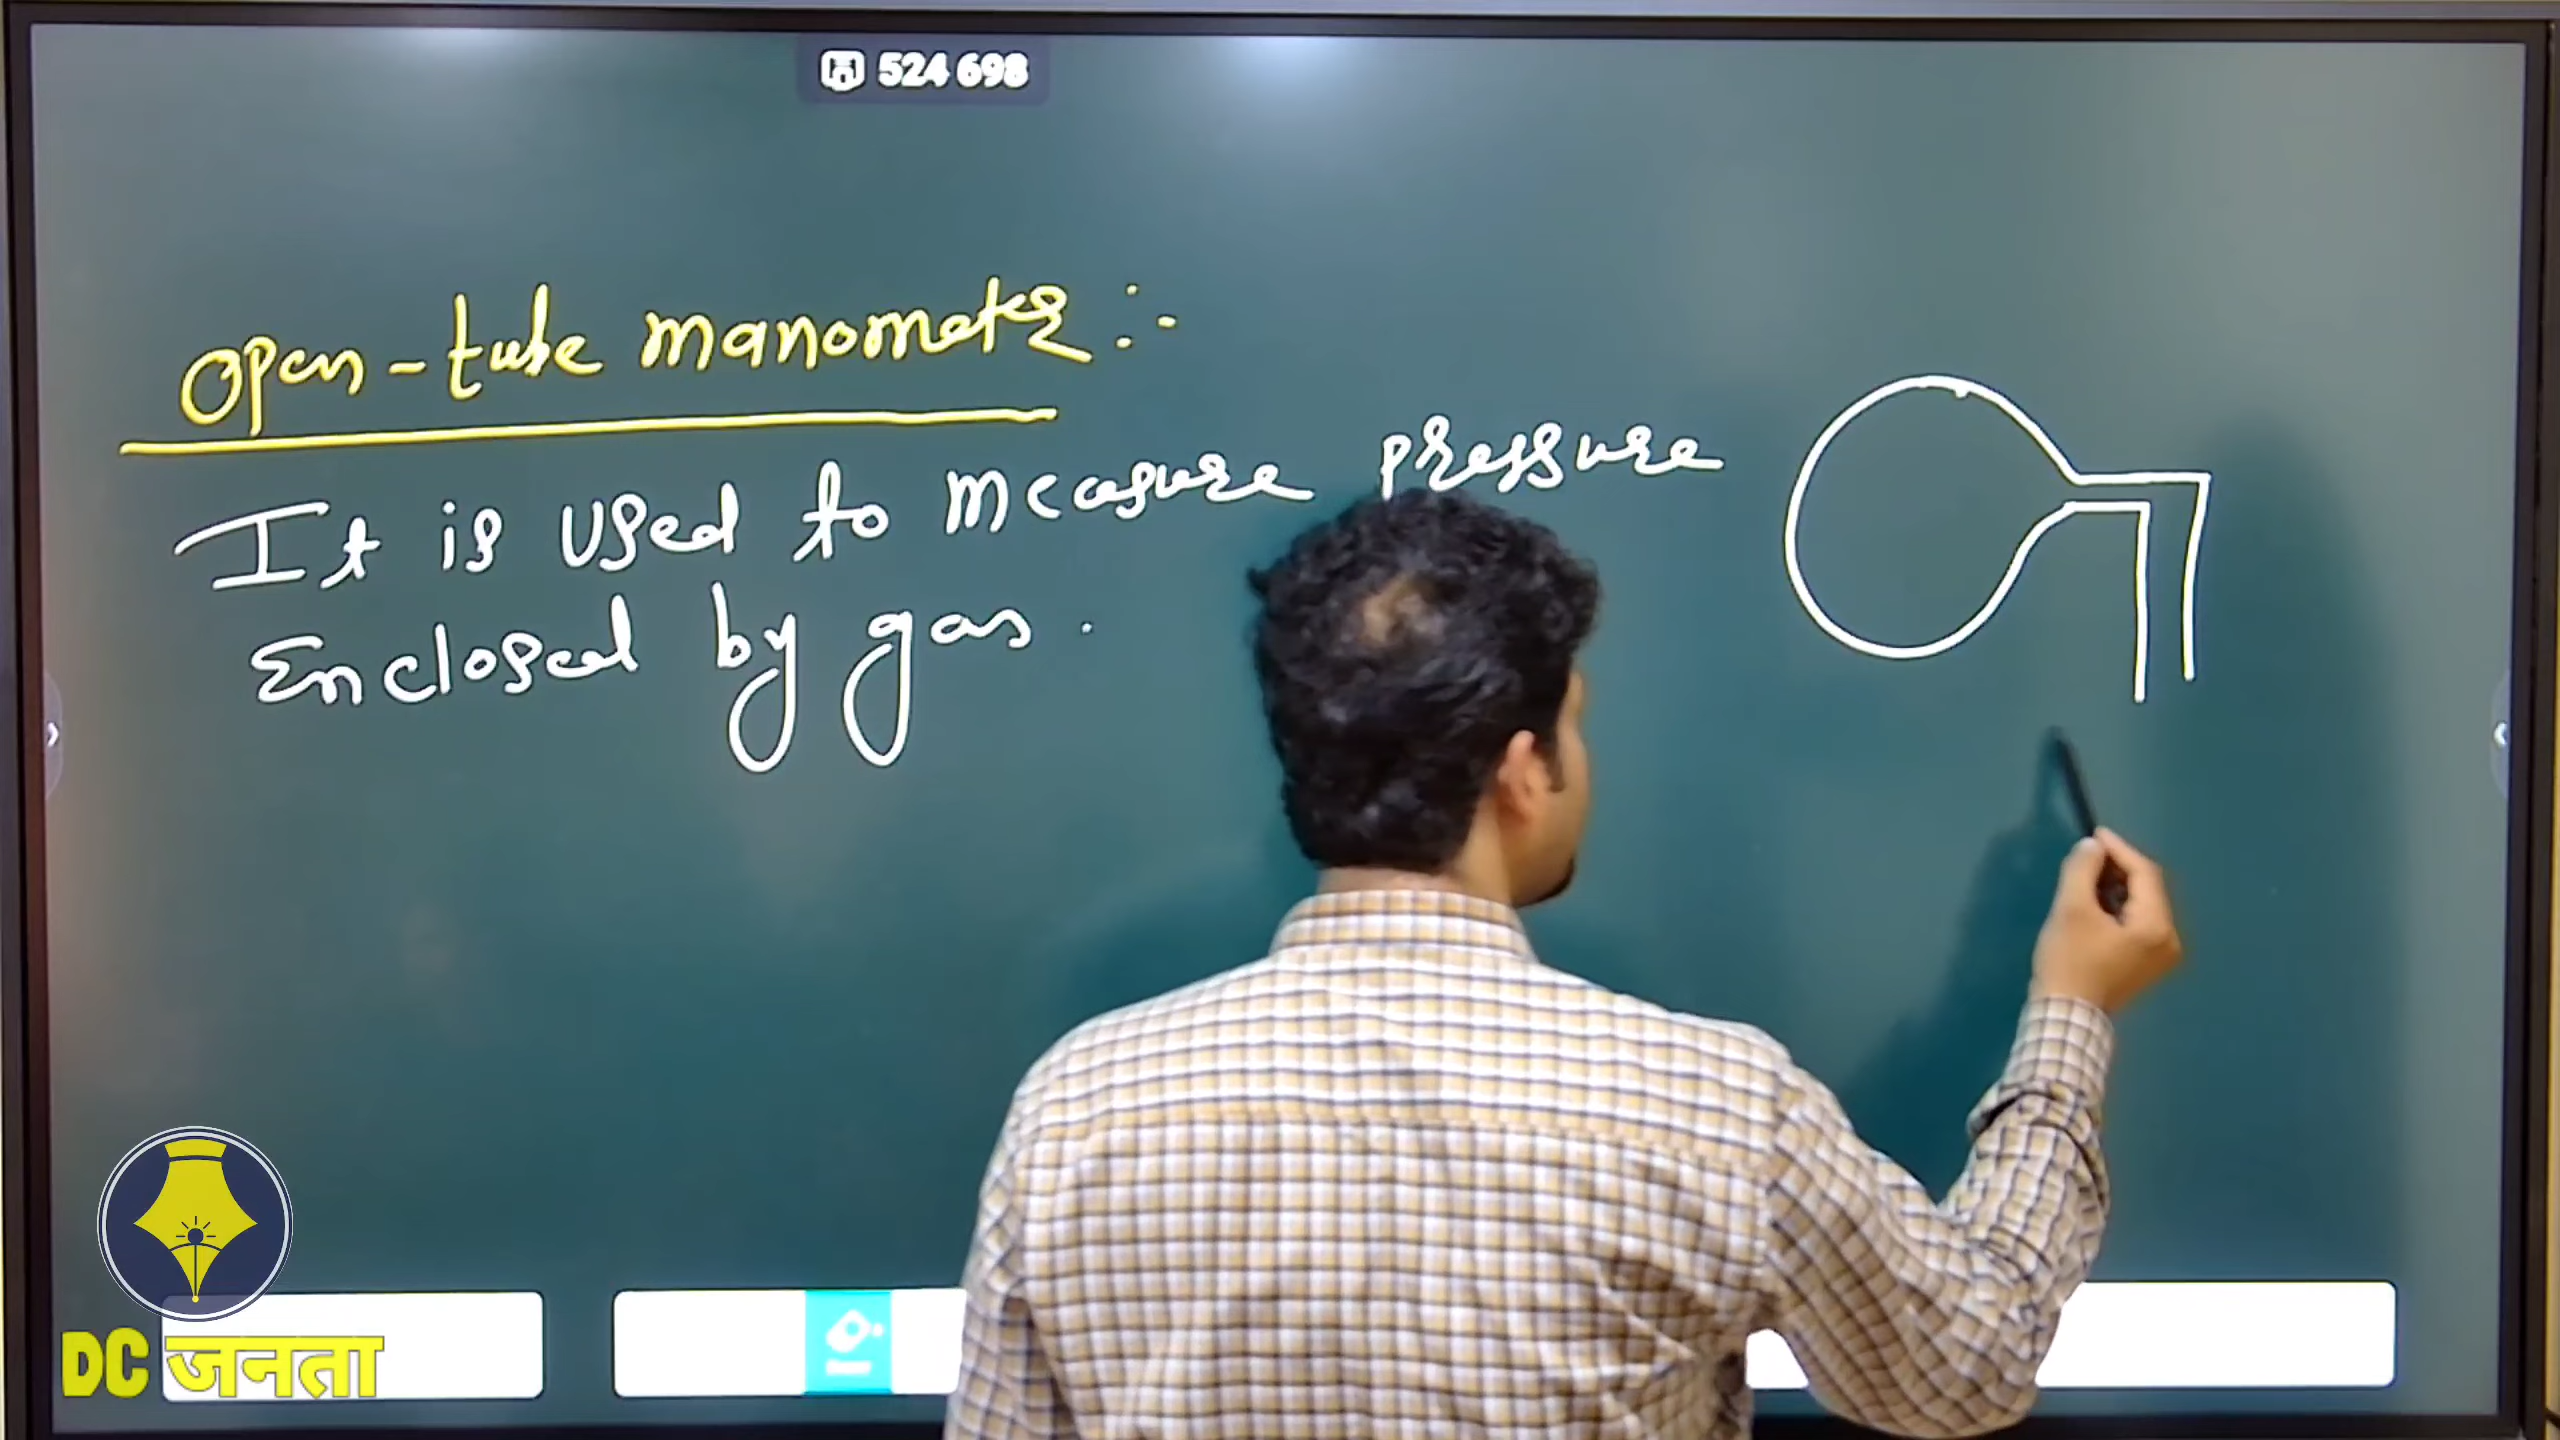 524 698
Open-tube manometer :-
It is used to measure pressure
Enclosed by gas.
DC जनता